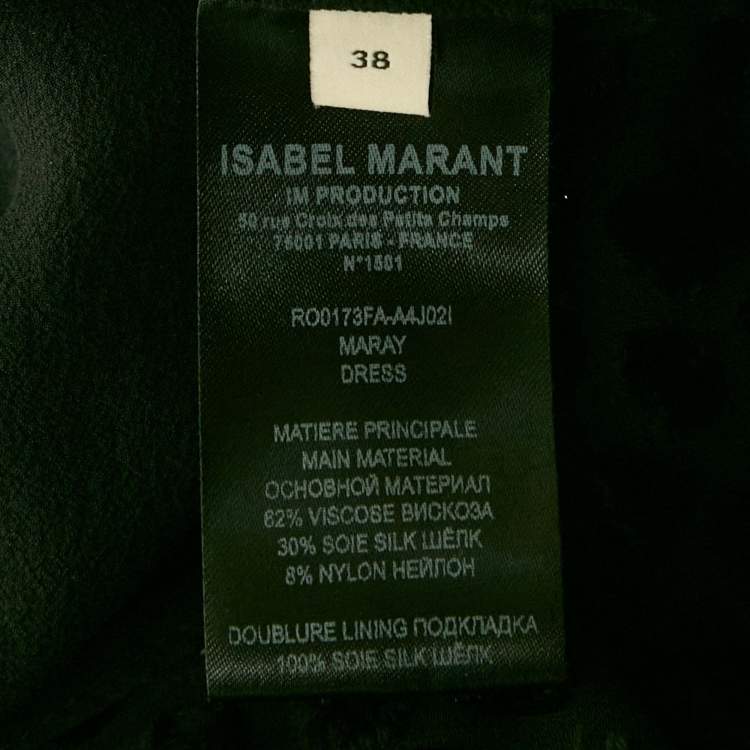 38
ISABEL MARANT
IM PRODUCTION
50 rue Croix des Petits Champs
75001 PARIS - FRANCE
N°1501
RO0173FA-A4J02I
MARAY
DRESS
MATIERE PRINCIPALE
MAIN MATERIAL
ОСНОВНОЙ МАТЕРИАЛ
62% VISCOSE ВИСКОЗА
30% SOIE SILK ШЁЛК
8% NYLON НЕЙЛОН
DOUBLURE LINING ПОДКЛАДКА
100% SOIE SILK ШЁЛК